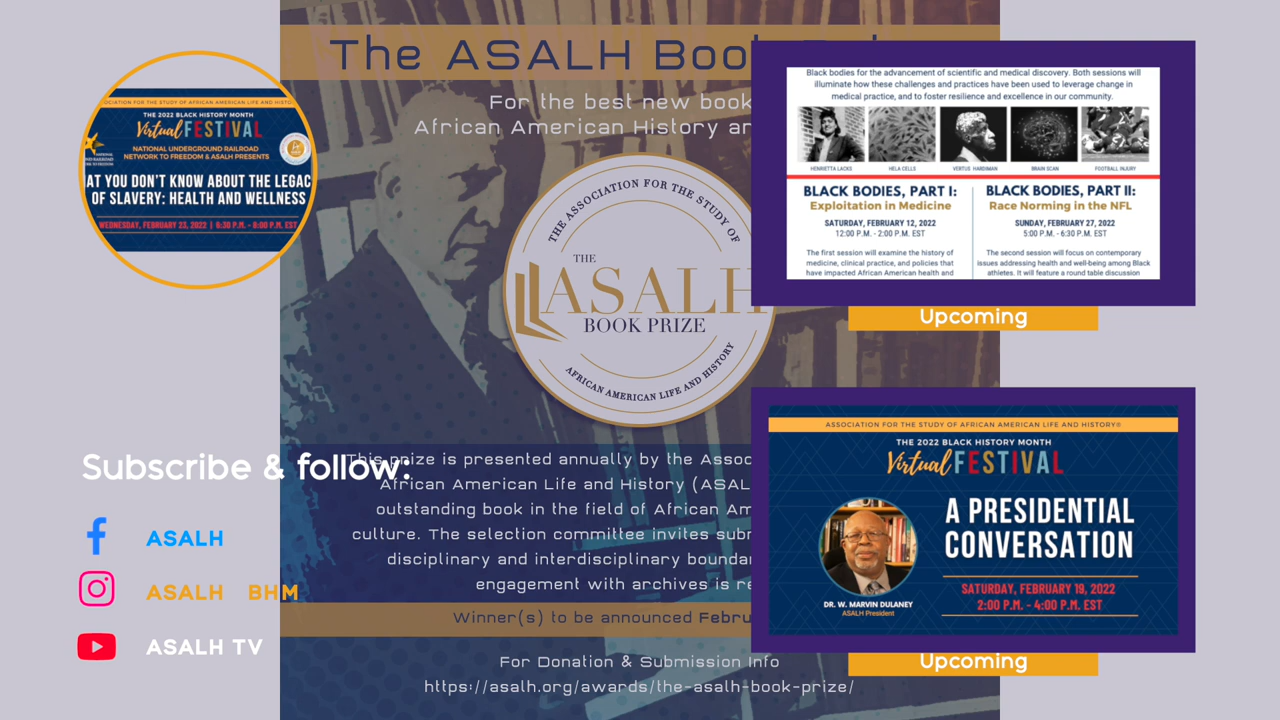 The ASALH Boo
For the best new book
African American History an
THE ASSOCIATION FOR THE STUDY OF
THE
ASALH
BOOK PRIZE
AFRICAN AMERICAN LIFE AND HISTORY
This prize is presented annually by the Assoc
African American Life and History (ASAL
outstanding book in the field of African Am
culture. The selection committee invites subm
disciplinary and interdisciplinary boundar
engagement with archives is re
Winner(s) to be announced Febru
For Donation & Submission Info
https://asalh.org/awards/the-asalh-book-prize/
OCIATION FOR THE STUDY OF AFRICAN AMERICAN LIFE AND HISTO
THE 2022 BLACK HISTORY MONTH
Virtual FESTIVAL
NATIONAL UNDERGROUND RAILROAD
NETWORK TO FREEDOM & ASALH PRESENTS
AT YOU DON'T KNOW ABOUT THE LEGAC
OF SLAVERY: HEALTH AND WELLNESS
WEDNESDAY, FEBRUARY 23, 2022 | 6:30 P.M. - 8:00 P.M. EST
Subscribe & follow:
ASALH
ASALH BHM
ASALH TV
Black bodies for the advancement of scientific and medical discovery. Both sessions will
illuminate how these challenges and practices have been used to leverage change in
medical practice, and to foster resilience and excellence in our community.
HENRIETTA LACKS HELA CELLS VERTUS HARDIMAN BRAIN SCAN FOOTBALL INJURY
BLACK BODIES, PART I:
Exploitation in Medicine
SATURDAY, FEBRUARY 12, 2022
12:00 P.M. - 2:00 P.M. EST
The first session will examine the history of
medicine, clinical practice, and policies that
have impacted African American health and
BLACK BODIES, PART II:
Race Norming in the NFL
SUNDAY, FEBRUARY 27, 2022
5:00 P.M. - 6:30 P.M. EST
The second session will focus on contemporary
issues addressing health and well-being among Black
athletes. It will feature a round table discussion
Upcoming
ASSOCIATION FOR THE STUDY OF AFRICAN AMERICAN LIFE AND HISTORY®
THE 2022 BLACK HISTORY MONTH
Virtual FESTIVAL
A PRESIDENTIAL
CONVERSATION
SATURDAY, FEBRUARY 19, 2022
2:00 P.M. - 4:00 P.M. EST
DR. W. MARVIN DULANEY
ASALH President
Upcoming